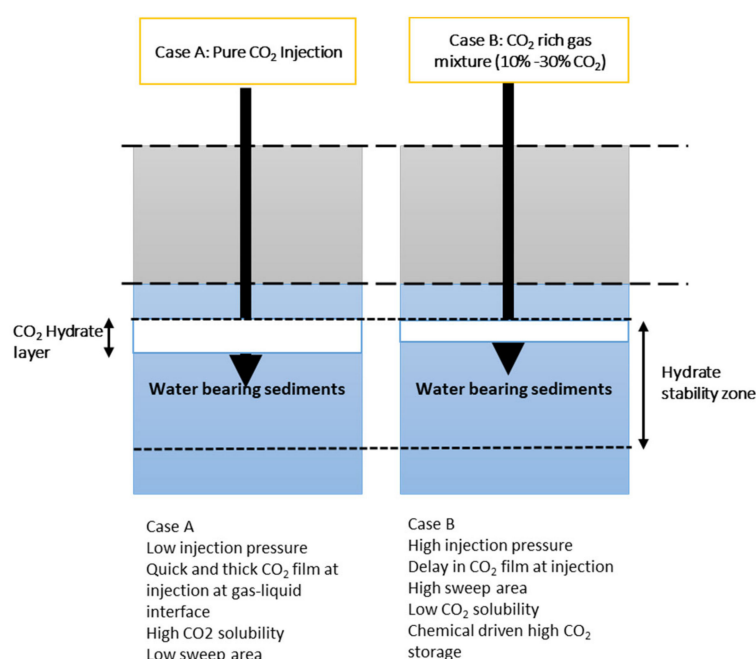 Case A: Pure CO₂ Injection
Case B: CO₂ rich gas
mixture (10% -30% CO₂)
CO₂ Hydrate
layer
Water bearing sediments
Water bearing sediments
Hydrate
stability zone
Case A
Low injection pressure
Quick and thick CO₂ film at
injection at gas-liquid
interface
High CO2 solubility
Low sweep area
Case B
High injection pressure
Delay in CO₂ film at injection
High sweep area
Low CO₂ solubility
Chemical driven high CO₂
storage